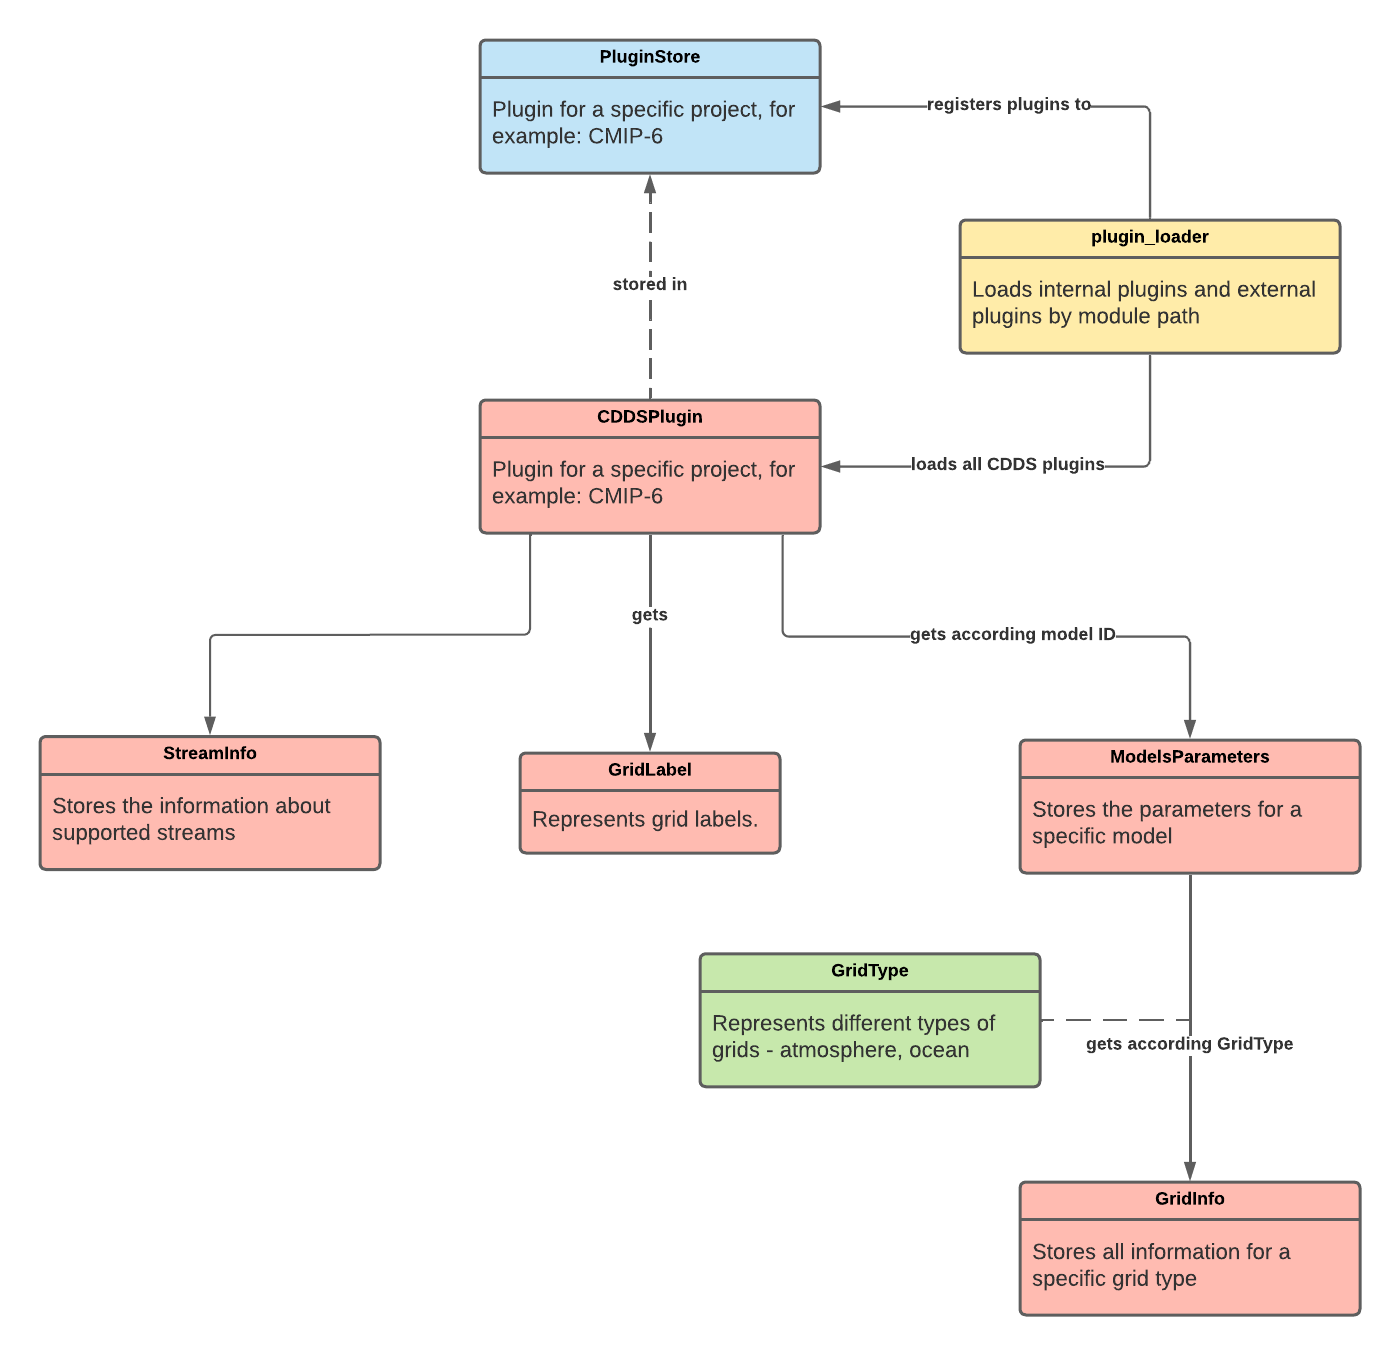 PluginStore
Plugin for a specific project, for
example: CMIP-6
registers plugins to
plugin_loader
Loads internal plugins and external
plugins by module path
stored in
CDDSPlugin
Plugin for a specific project, for
example: CMIP-6
loads all CDDS plugins
gets
gets according model ID
StreamInfo
Stores the information about
supported streams
GridLabel
Represents grid labels.
ModelsParameters
Stores the parameters for a
specific model
GridType
Represents different types of
grids - atmosphere, ocean
gets according GridType
GridInfo
Stores all information for a
specific grid type